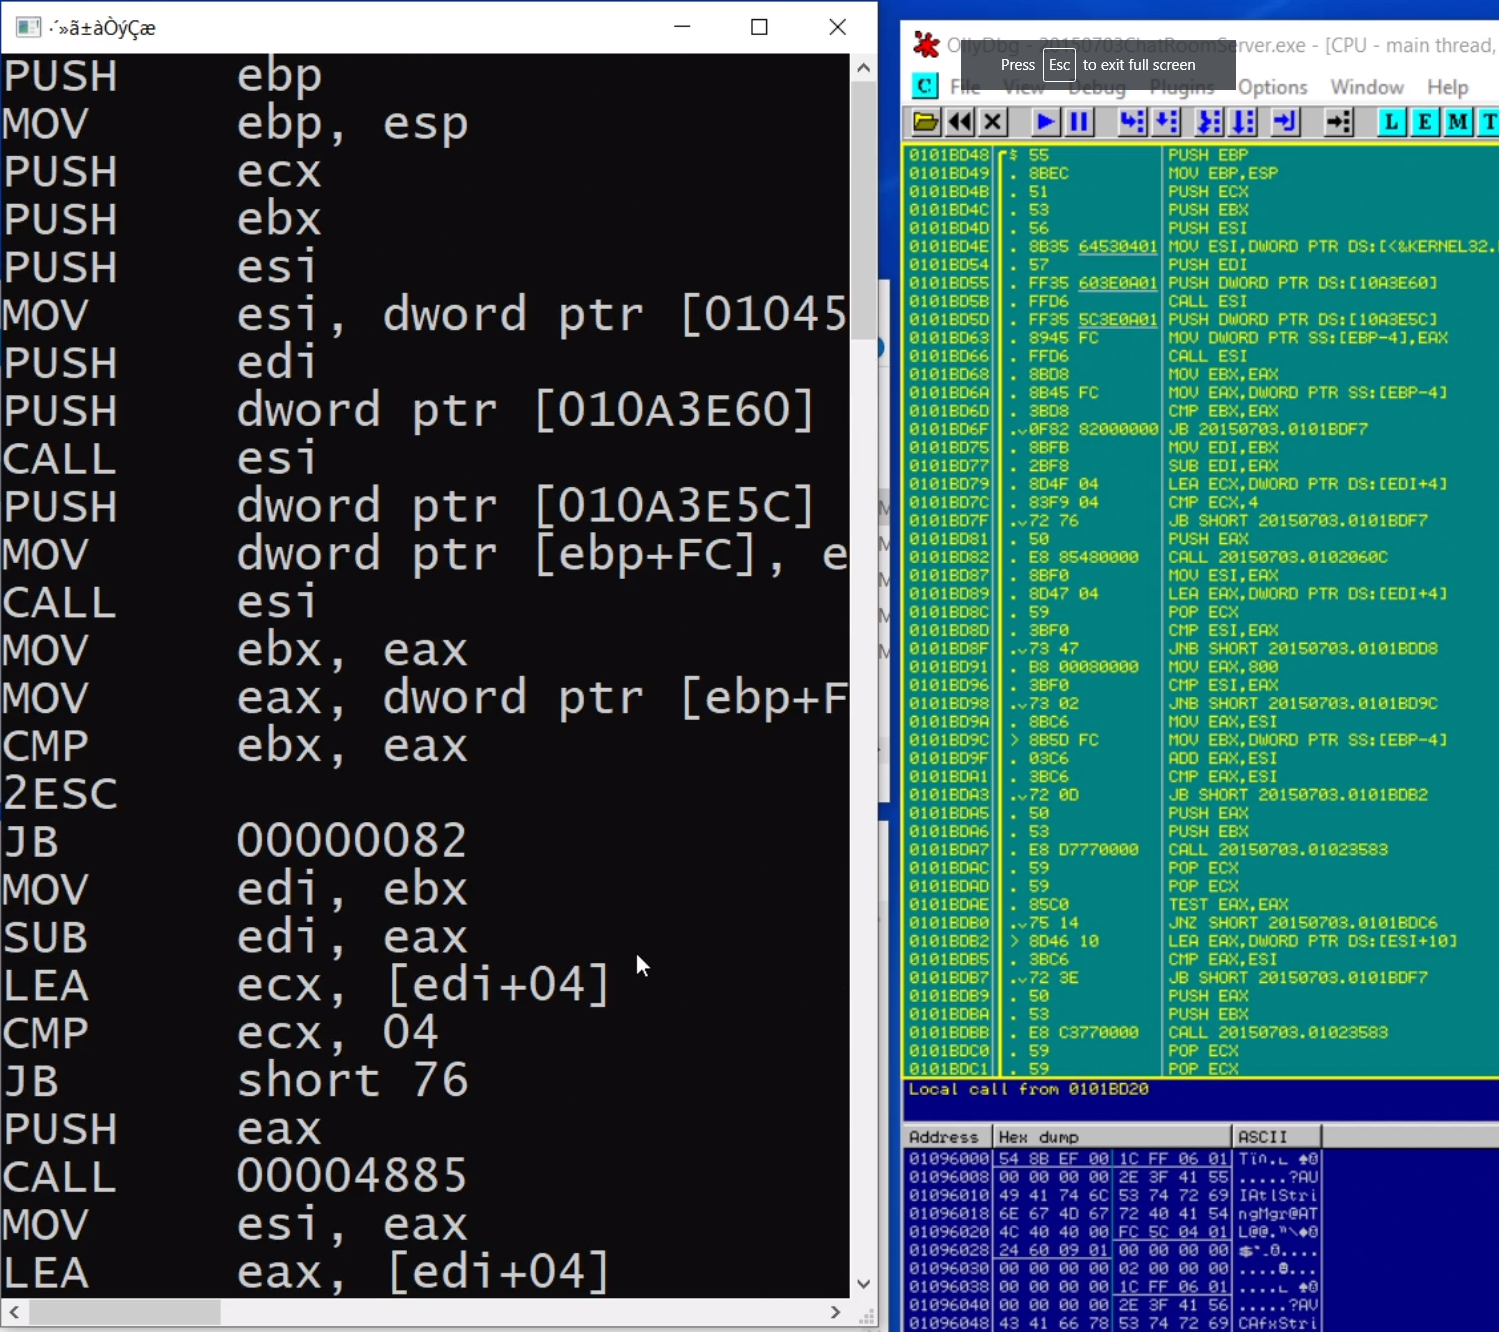 ·´»ã±àÒýÇæ
PUSH ebp
MOV ebp, esp
PUSH ecx
PUSH ebx
PUSH esi
MOV esi, dword ptr [01045
PUSH edi
PUSH dword ptr [010A3E60]
CALL esi
PUSH dword ptr [010A3E5C]
MOV dword ptr [ebp+FC], e
CALL esi
MOV ebx, eax
MOV eax, dword ptr [ebp+F
CMP ebx, eax
2ESC
JB 00000082
MOV edi, ebx
SUB edi, eax
LEA ecx, [edi+04]
CMP ecx, 04
JB short 76
PUSH eax
CALL 00004885
MOV esi, eax
LEA eax, [edi+04]
OllyDbg - 20150703ChatRoomServer.exe - [CPU - main thread,
Press Esc to exit full screen
C File View Debug Plugins Options Window Help
L E M T
0101BD48 $ 55 PUSH EBP
0101BD49 . 8BEC MOV EBP,ESP
0101BD4B . 51 PUSH ECX
0101BD4C . 53 PUSH EBX
0101BD4D . 56 PUSH ESI
0101BD4E . 8B35 64530401 MOV ESI,DWORD PTR DS:[<&KERNEL32.
0101BD54 . 57 PUSH EDI
0101BD55 . FF35 603E0A01 PUSH DWORD PTR DS:[10A3E60]
0101BD5B . FFD6 CALL ESI
0101BD5D . FF35 5C3E0A01 PUSH DWORD PTR DS:[10A3E5C]
0101BD63 . 8945 FC MOV DWORD PTR SS:[EBP-4],EAX
0101BD66 . FFD6 CALL ESI
0101BD68 . 8BD8 MOV EBX,EAX
0101BD6A . 8B45 FC MOV EAX,DWORD PTR SS:[EBP-4]
0101BD6D . 3BD8 CMP EBX,EAX
0101BD6F .v0F82 82000000 JB 20150703.0101BDF7
0101BD75 . 8BFB MOV EDI,EBX
0101BD77 . 2BF8 SUB EDI,EAX
0101BD79 . 8D4F 04 LEA ECX,DWORD PTR DS:[EDI+4]
0101BD7C . 83F9 04 CMP ECX,4
0101BD7F .v72 76 JB SHORT 20150703.0101BDF7
0101BD81 . 50 PUSH EAX
0101BD82 . E8 85480000 CALL 20150703.0102060C
0101BD87 . 8BF0 MOV ESI,EAX
0101BD89 . 8D47 04 LEA EAX,DWORD PTR DS:[EDI+4]
0101BD8C . 59 POP ECX
0101BD8D . 3BF0 CMP ESI,EAX
0101BD8F .v73 47 JNB SHORT 20150703.0101BDD8
0101BD91 . B8 00080000 MOV EAX,800
0101BD96 . 3BF0 CMP ESI,EAX
0101BD98 .v73 02 JNB SHORT 20150703.0101BD9C
0101BD9A . 8BC6 MOV EAX,ESI
0101BD9C > 8B5D FC MOV EBX,DWORD PTR SS:[EBP-4]
0101BD9F . 03C6 ADD EAX,ESI
0101BDA1 . 3BC6 CMP EAX,ESI
0101BDA3 .v72 0D JB SHORT 20150703.0101BDB2
0101BDA5 . 50 PUSH EAX
0101BDA6 . 53 PUSH EBX
0101BDA7 . E8 D7770000 CALL 20150703.01023583
0101BDAC . 59 POP ECX
0101BDAD . 59 POP ECX
0101BDAE . 85C0 TEST EAX,EAX
0101BDB0 .v75 14 JNZ SHORT 20150703.0101BDC6
0101BDB2 > 8D46 10 LEA EAX,DWORD PTR DS:[ESI+10]
0101BDB5 . 3BC6 CMP EAX,ESI
0101BDB7 .v72 3E JB SHORT 20150703.0101BDF7
0101BDB9 . 50 PUSH EAX
0101BDBA . 53 PUSH EBX
0101BDBB . E8 C3770000 CALL 20150703.01023583
0101BDC0 . 59 POP ECX
0101BDC1 . 59 POP ECX
Local call from 0101BD20
Address Hex dump ASCII
01096000 54 8B EF 00 1C FF 06 01
01096008 00 00 00 00 2E 3F 41 55 .....?AU
01096010 49 41 74 6C 53 74 72 69 IAtlStri
01096018 6E 67 4D 67 72 40 41 54 ngMgr@AT
01096020 4C 40 40 00 FC 5C 04 01
01096028 24 60 09 01 00 00 00 00
01096030 00 00 00 00 02 00 00 00
01096038 00 00 00 00 1C FF 06 01
01096040 00 00 00 00 2E 3F 41 56 .....?AV
01096048 43 41 66 78 53 74 72 69 CAfxStri